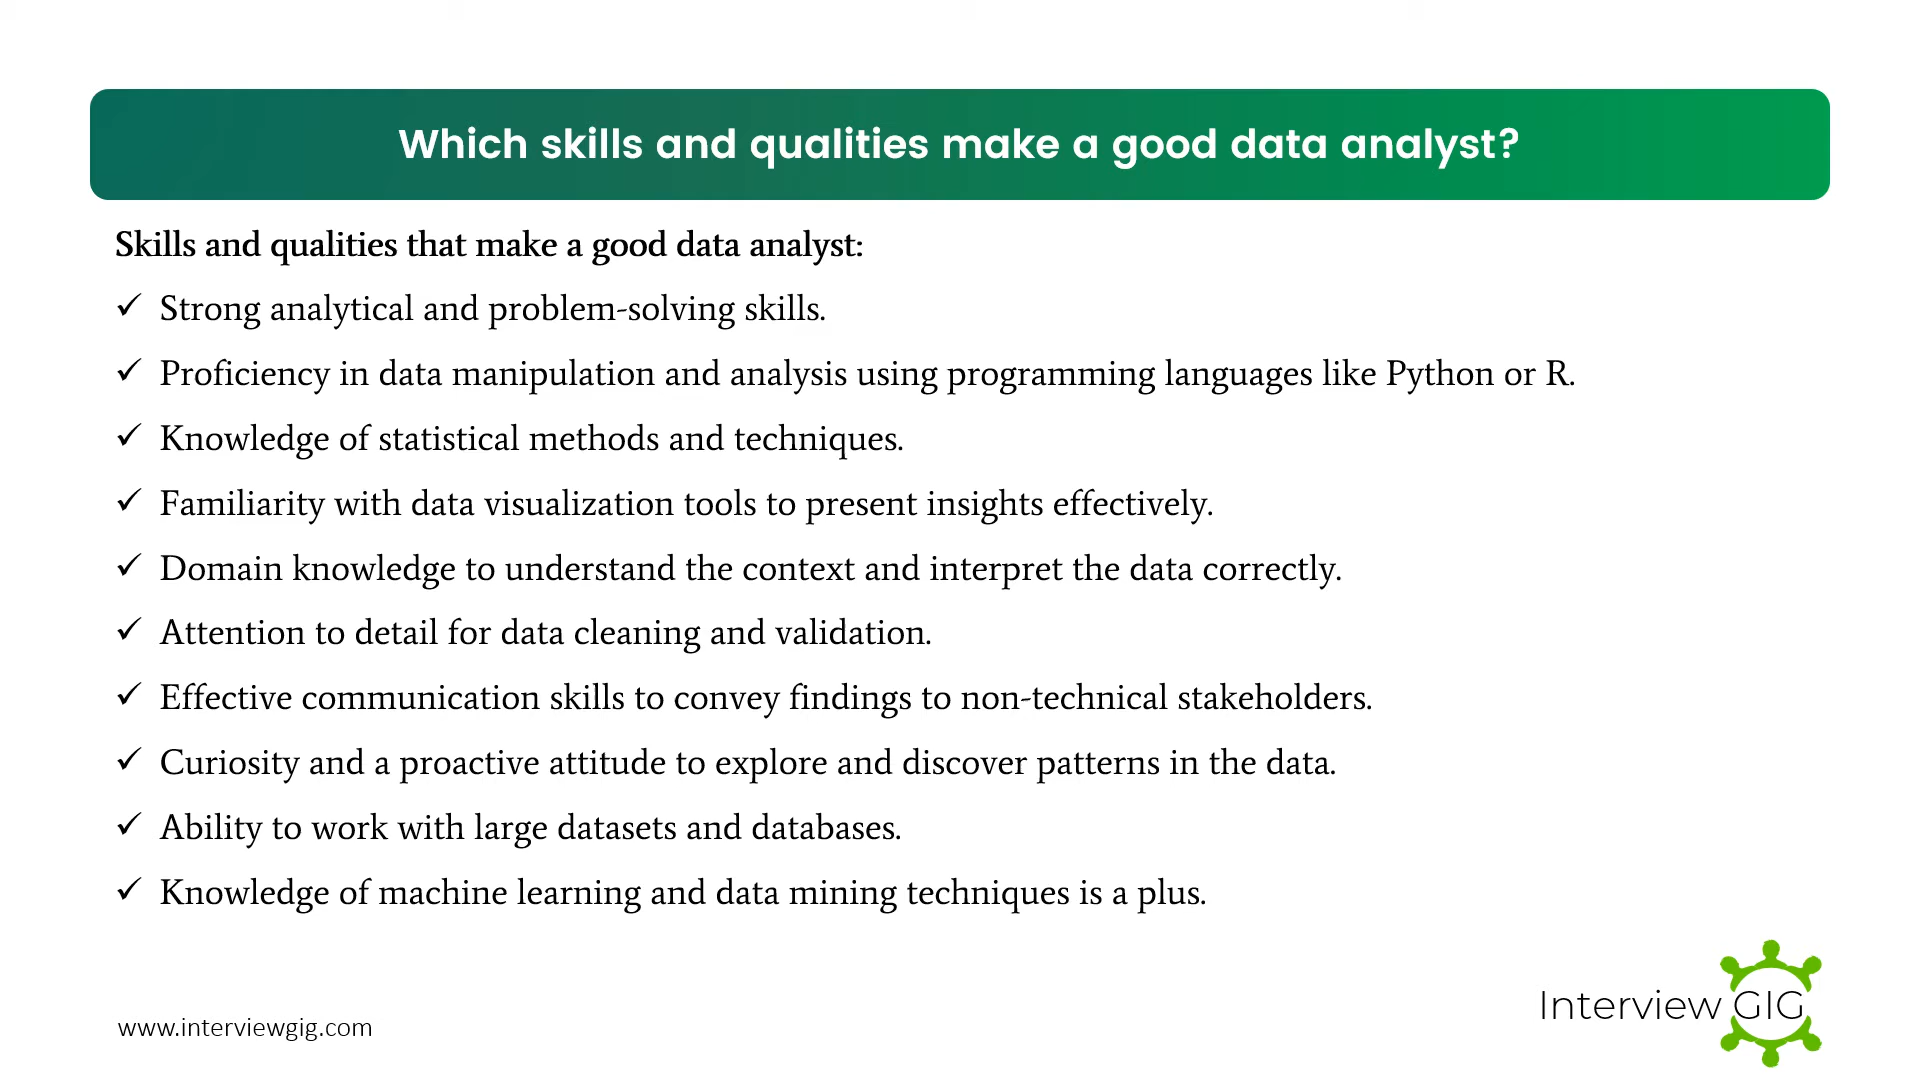 Which skills and qualities make a good data analyst?
Skills and qualities that make a good data analyst:
✓ Strong analytical and problem-solving skills.
✓ Proficiency in data manipulation and analysis using programming languages like Python or R.
✓ Knowledge of statistical methods and techniques.
✓ Familiarity with data visualization tools to present insights effectively.
✓ Domain knowledge to understand the context and interpret the data correctly.
✓ Attention to detail for data cleaning and validation.
✓ Effective communication skills to convey findings to non-technical stakeholders.
✓ Curiosity and a proactive attitude to explore and discover patterns in the data.
✓ Ability to work with large datasets and databases.
✓ Knowledge of machine learning and data mining techniques is a plus.
Interview GIG
www.interviewgig.com